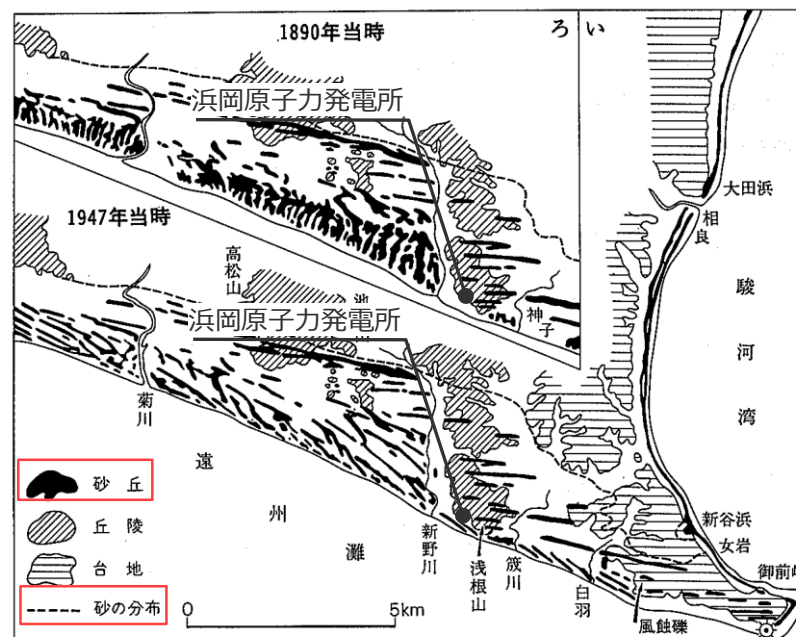 1890年当時
ろ
い
浜岡原子力発電所
大田浜
相良
1947年当時
高松山
池
神子
駿河湾
浜岡原子力発電所
菊川
遠州灘
砂丘
丘陵
台地
砂の分布
0
5km
新野川
浅根山
筬川
白羽
新谷浜
女岩
御前崎
風蝕礫